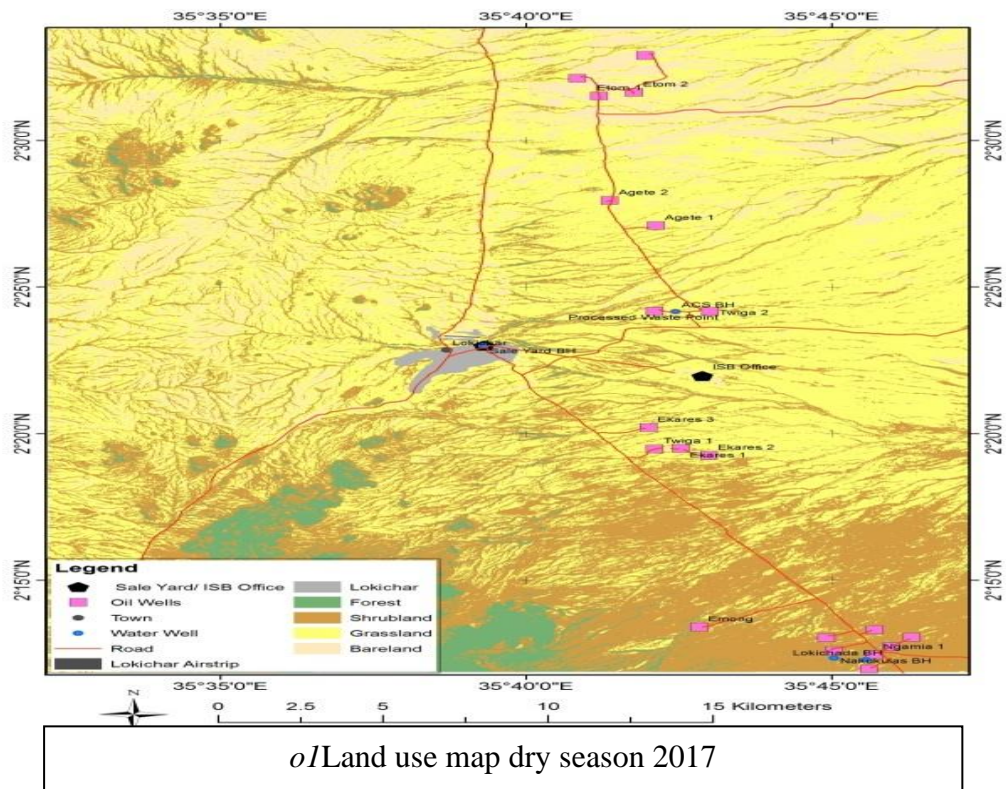 35°35'0"E 35°40'0"E 35°45'0"E
2°30'0"N 2°30'0"N
2°25'0"N 2°25'0"N
2°20'0"N 2°20'0"N
2°15'0"N 2°15'0"N
Etom 2
Etom 1
Agete 2
Agete 1
ACS BH
Processed Waste Point
Twiga 2
Lokichar
Sale Yard BH
ISB Office
Ekares 3
Twiga 1
Ekares 2
Ekares 1
Emong
Ngamia 1
Lokichada BH
Nakukulas BH
Legend
Sale Yard/ ISB Office
Oil Wells
Town
Water Well
Road
Lokichar Airstrip
Lokichar
Forest
Shrubland
Grassland
Bareland
35°35'0"E 35°40'0"E 35°45'0"E
Z
0 2.5 5 10 15 Kilometers
o1Land use map dry season 2017